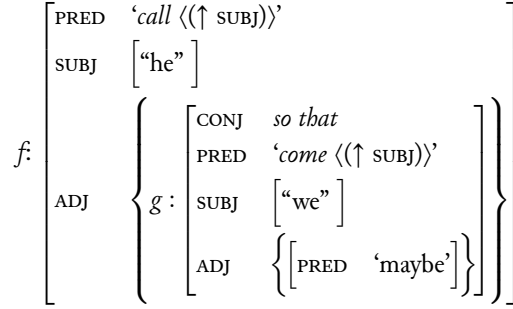 PRED ‘call ⟨(↑ SUBJ)⟩’
SUBJ [“he” ]
f:
CONJ so that
PRED ‘come ⟨(↑ SUBJ)⟩’
ADJ { g : SUBJ [“we” ] }
ADJ {[PRED ‘maybe’]}